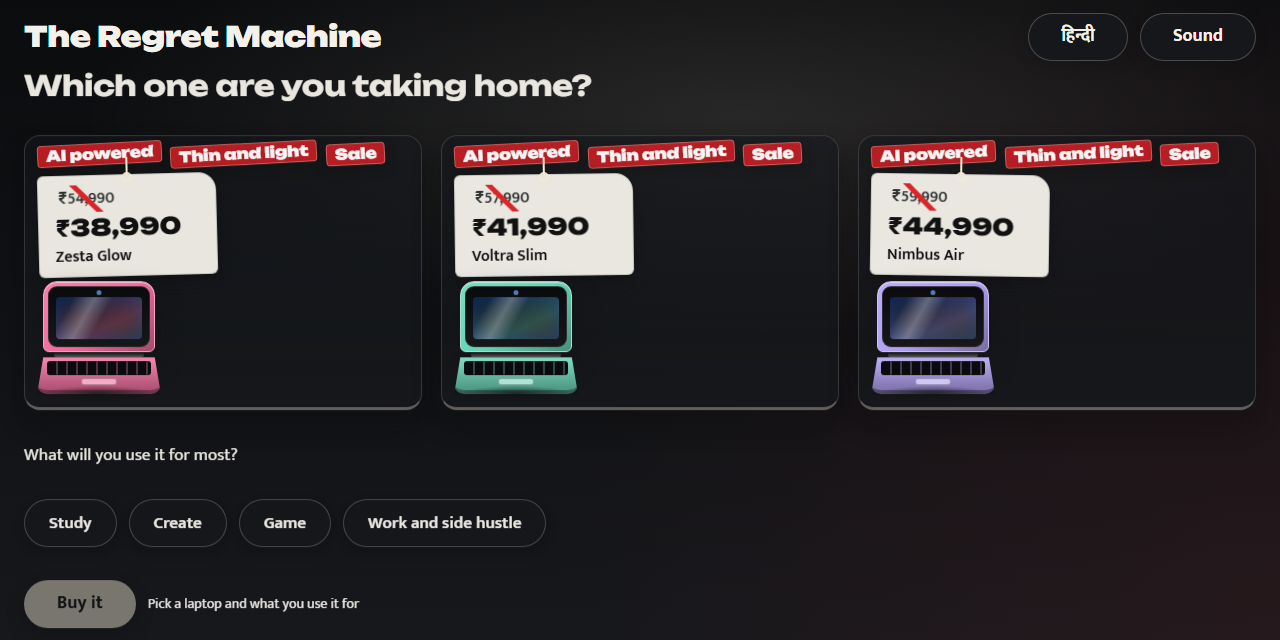 The Regret Machine
हिन्दी
Sound
Which one are you taking home?
AI powered
Thin and light
Sale
₹54,990
₹38,990
Zesta Glow
AI powered
Thin and light
Sale
₹57,990
₹41,990
Voltra Slim
AI powered
Thin and light
Sale
₹59,990
₹44,990
Nimbus Air
What will you use it for most?
Study
Create
Game
Work and side hustle
Buy it
Pick a laptop and what you use it for